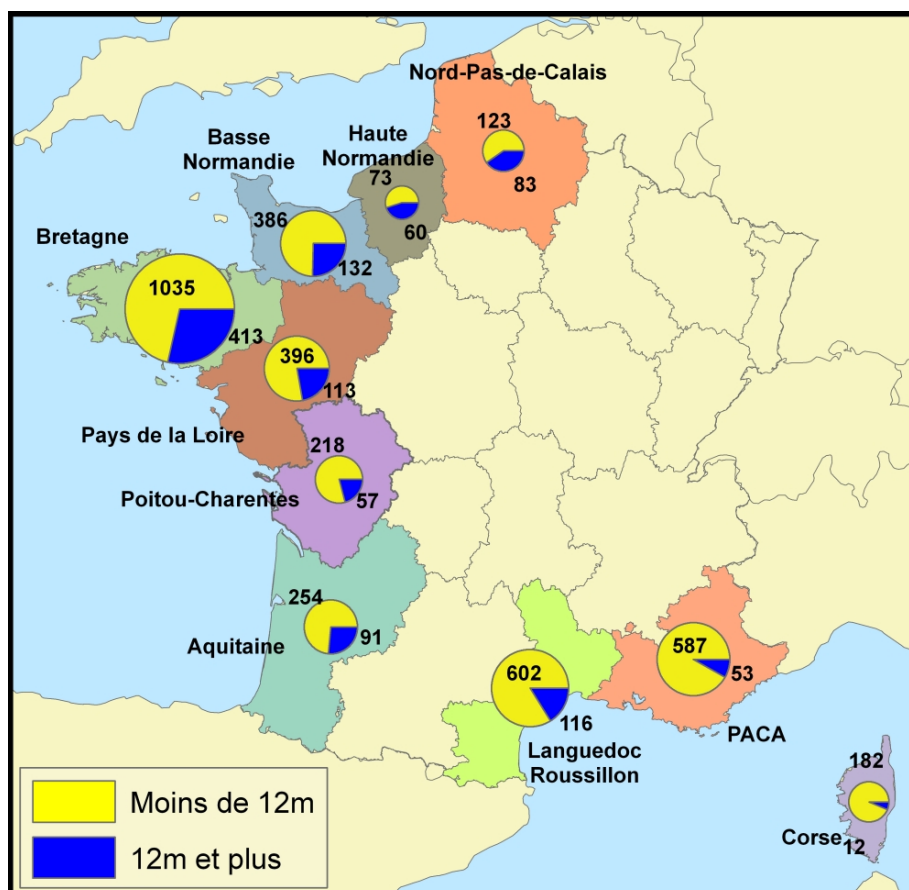 Nord-Pas-de-Calais
123
83
Haute
Normandie
73
60
Basse
Normandie
386
132
Bretagne
1035
413
396
113
Pays de la Loire
218
57
Poitou-Charentes
254
91
Aquitaine
602
116
Languedoc
Roussillon
587
53
PACA
182
Corse
12
Moins de 12m
12m et plus